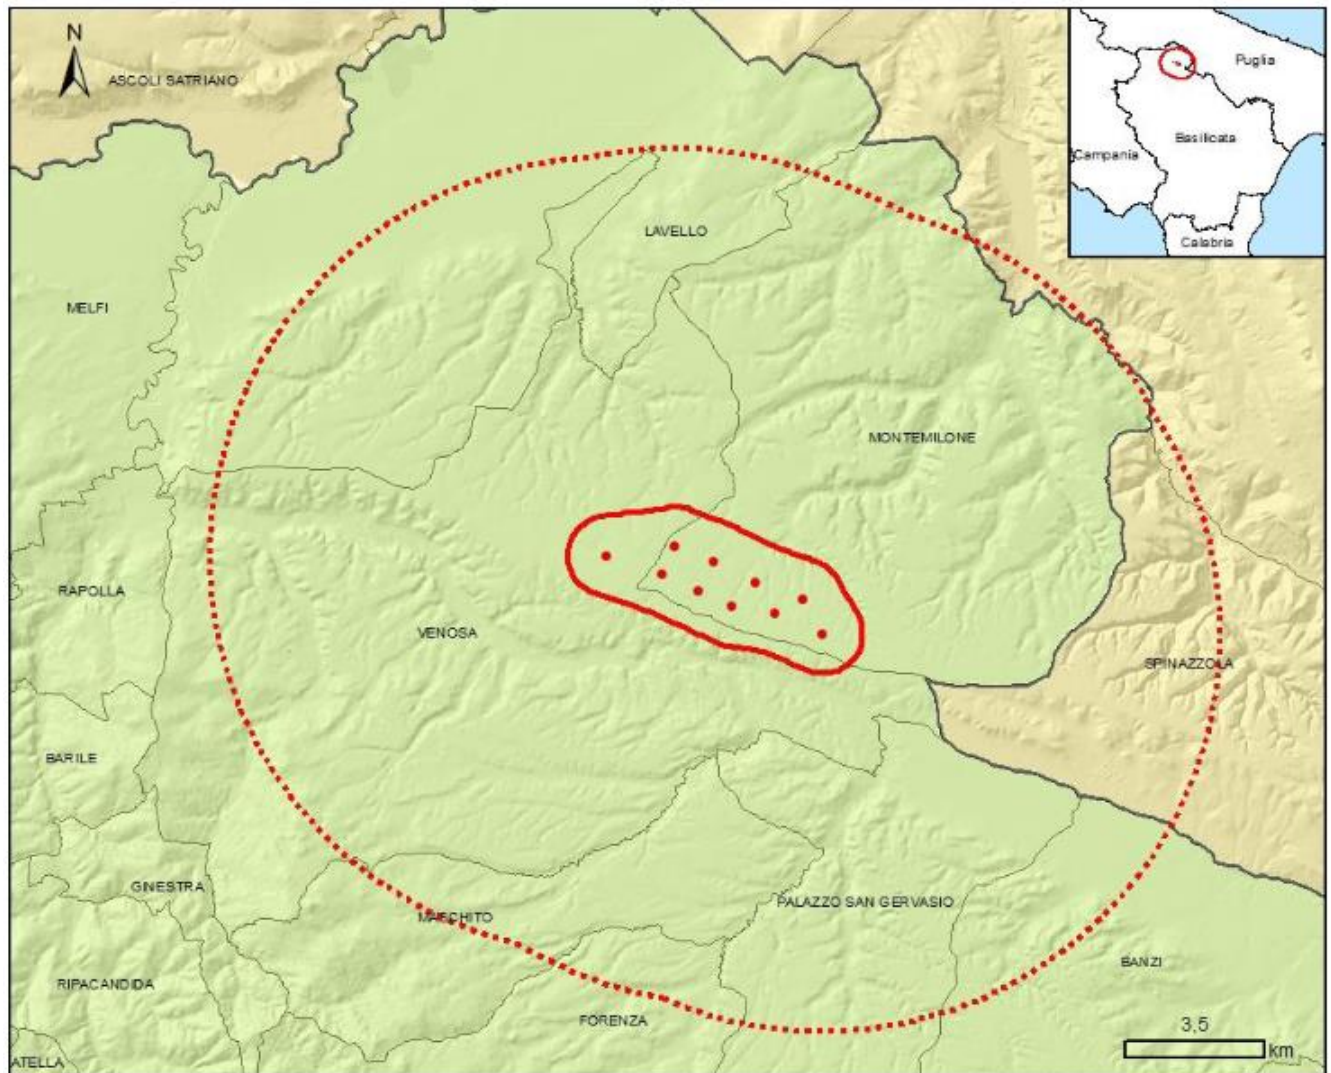 N
ASCOLI SATRIANO
Puglia
Basilicata
Campania
Calabria
LAVELLO
MELFI
MONTEMILONE
RAPOLLA
VENOSA
SPINAZZOLA
BARILE
GINESTRA
MASCHITO
PALAZZO SAN GERVASIO
BANZI
RIPACANDIDA
FORENZA
3,5
km
ATELLA